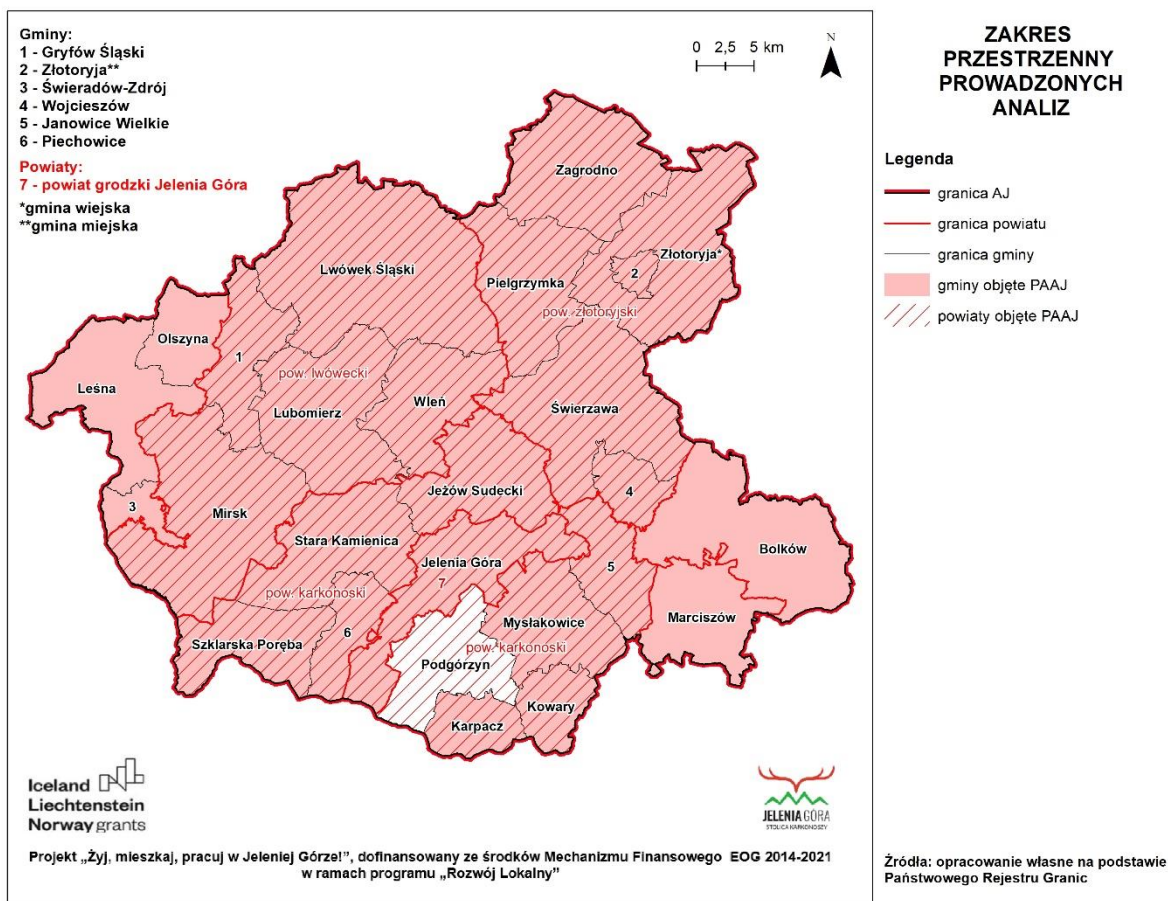 Gminy:
1 - Gryfów Śląski
2 - Złotoryja**
3 - Świeradów-Zdrój
4 - Wojcieszów
5 - Janowice Wielkie
6 - Piechowice
Powiaty:
7 - powiat grodzki Jelenia Góra
*gmina wiejska
**gmina miejska
0 2,5 5 km
N
Zagrodno
Złotoryja*
2
Lwówek Śląski
Pielgrzymka
pow. złotoryjski
Olszyna
1
Leśna
pow. lwówecki
Lubomierz
Wleń
Świerzawa
3
Mirsk
Jeżów Sudecki
4
Stara Kamienica
Jelenia Góra
7
5
Bolków
pow. karkonoski
Marciszów
Mysłakowice
Szklarska Poręba
6
pow. karkonoski
Podgórzyn
Kowary
Karpacz
Iceland
Liechtenstein
Norway grants
JELENIA GÓRA
STOLICA KARKONOSZY
Projekt „Żyj, mieszkaj, pracuj w Jeleniej Górze!”, dofinansowany ze środków Mechanizmu Finansowego EOG 2014-2021
w ramach programu „Rozwój Lokalny”
ZAKRES
PRZESTRZENNY
PROWADZONYCH
ANALIZ
Legenda
granica AJ
granica powiatu
granica gminy
gminy objęte PAAJ
powiaty objęte PAAJ
Źródła: opracowanie własne na podstawie
Państwowego Rejestru Granic